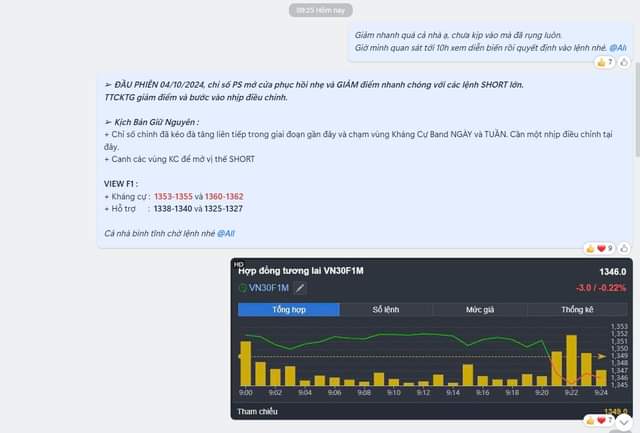 09:25 Hôm nay
Giảm nhanh quá cả nhà ạ, chưa kịp vào mà đã rụng luôn.
Giờ mình quan sát tới 10h xem diễn biến rồi quyết định vào lệnh nhé. @All
7
➢ ĐẦU PHIÊN 04/10/2024, chỉ số PS mở cửa phục hồi nhẹ và GIẢM điểm nhanh chóng với các lệnh SHORT lớn.
TTCKTG giảm điểm và bước vào nhịp điều chỉnh.
➢ Kịch Bản Giữ Nguyên :
+ Chỉ số chính đã kéo đà tăng liên tiếp trong giai đoạn gần đây và chạm vùng Kháng Cự Band NGÀY và TUẦN. Cần một nhịp điều chỉnh tại
đây.
+ Canh các vùng KC để mở vị thế SHORT
VIEW F1 :
+ Kháng cự : 1353-1355 và 1360-1362
+ Hỗ trợ : 1338-1340 và 1325-1327
Cả nhà bình tĩnh chờ lệnh nhé @All
9
HD
Hợp đồng tương lai VN30F1M 1346.0
VN30F1M -3.0 / -0.22%
Tổng hợp Sổ lệnh Mức giá Thống kê
1,353
1,352
1,351
1,350
1,349
1,348
1,347
1,346
1,345
9:00 9:02 9:04 9:06 9:08 9:10 9:12 9:14 9:16 9:18 9:20 9:22 9:24
Tham chiếu 1349.0
7